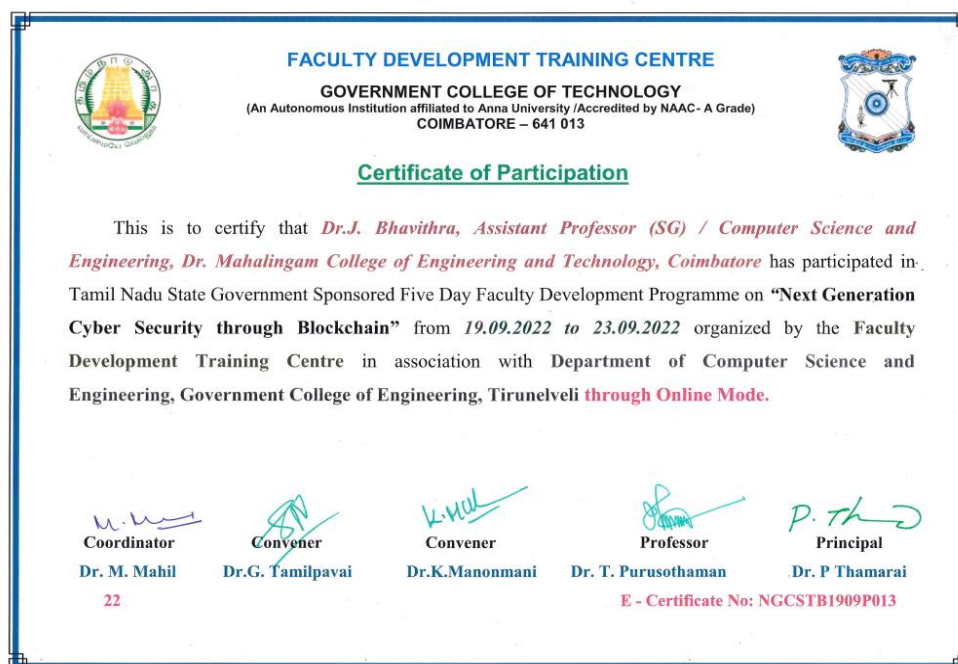 FACULTY DEVELOPMENT TRAINING CENTRE
GOVERNMENT COLLEGE OF TECHNOLOGY
(An Autonomous Institution affiliated to Anna University /Accredited by NAAC- A Grade)
COIMBATORE – 641 013
Certificate of Participation
This is to certify that Dr.J. Bhavithra, Assistant Professor (SG) / Computer Science and
Engineering, Dr. Mahalingam College of Engineering and Technology, Coimbatore has participated in
Tamil Nadu State Government Sponsored Five Day Faculty Development Programme on “Next Generation
Cyber Security through Blockchain” from 19.09.2022 to 23.09.2022 organized by the Faculty
Development Training Centre in association with Department of Computer Science and
Engineering, Government College of Engineering, Tirunelveli through Online Mode.
M. M
K. Mal
P. Th
Coordinator Convener Convener Professor Principal
Dr. M. Mahil Dr.G. Tamilpavai Dr.K.Manonmani Dr. T. Purusothaman Dr. P Thamarai
22 E - Certificate No: NGCSTB1909P013